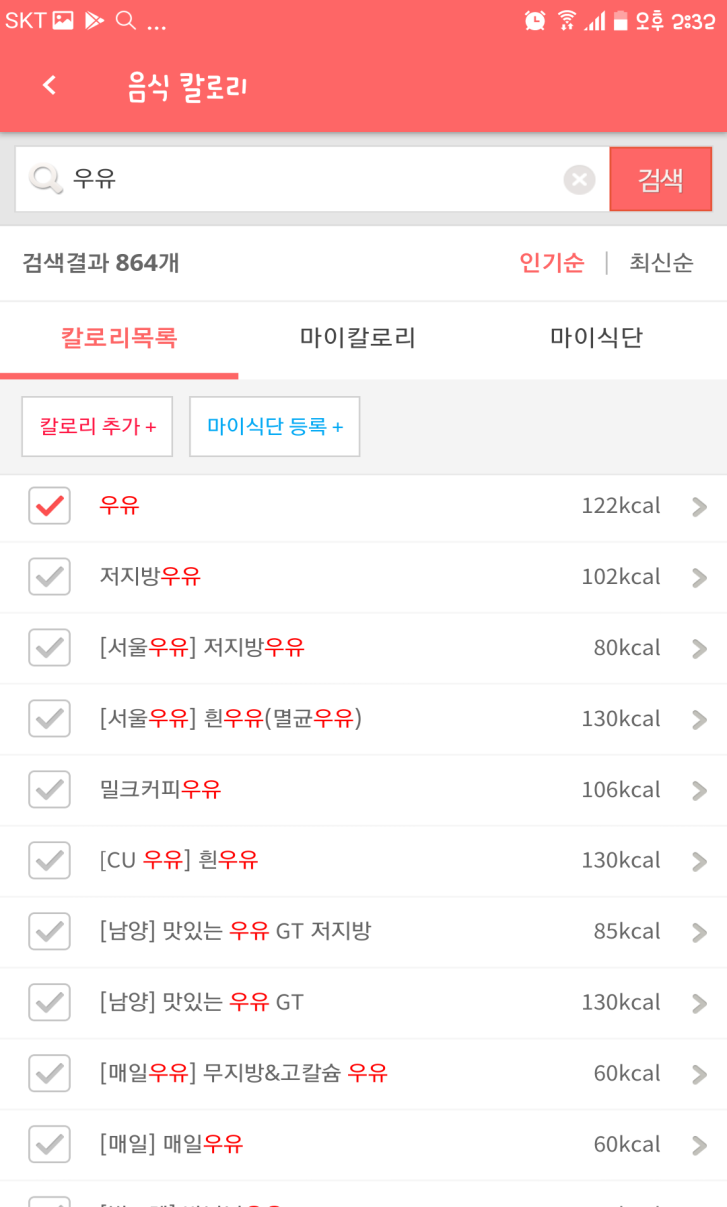 SKT ... 오후 2:32
음식 칼로리
우유 검색
검색결과 864개 인기순 | 최신순
칼로리목록 마이칼로리 마이식단
칼로리 추가 + 마이식단 등록 +
우유 122kcal
저지방우유 102kcal
[서울우유] 저지방우유 80kcal
[서울우유] 흰우유(멸균우유) 130kcal
밀크커피우유 106kcal
[CU 우유] 흰우유 130kcal
[남양] 맛있는 우유 GT 저지방 85kcal
[남양] 맛있는 우유 GT 130kcal
[매일우유] 무지방&고칼슘 우유 60kcal
[매일] 매일우유 60kcal